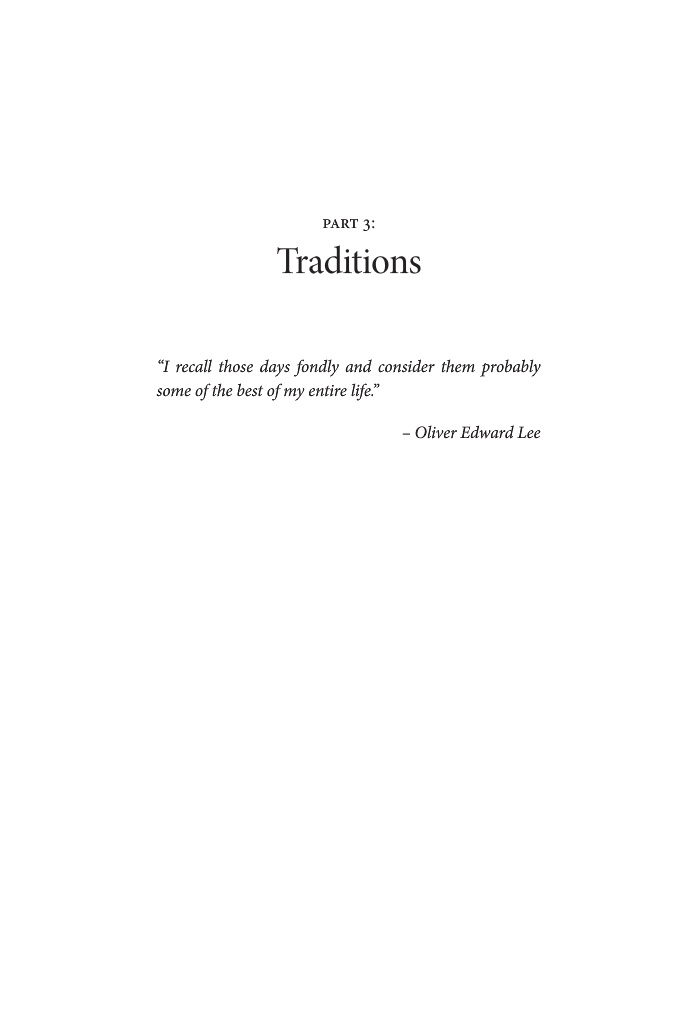 PART 3:
Traditions
“I recall those days fondly and consider them probably
some of the best of my entire life.”
– Oliver Edward Lee